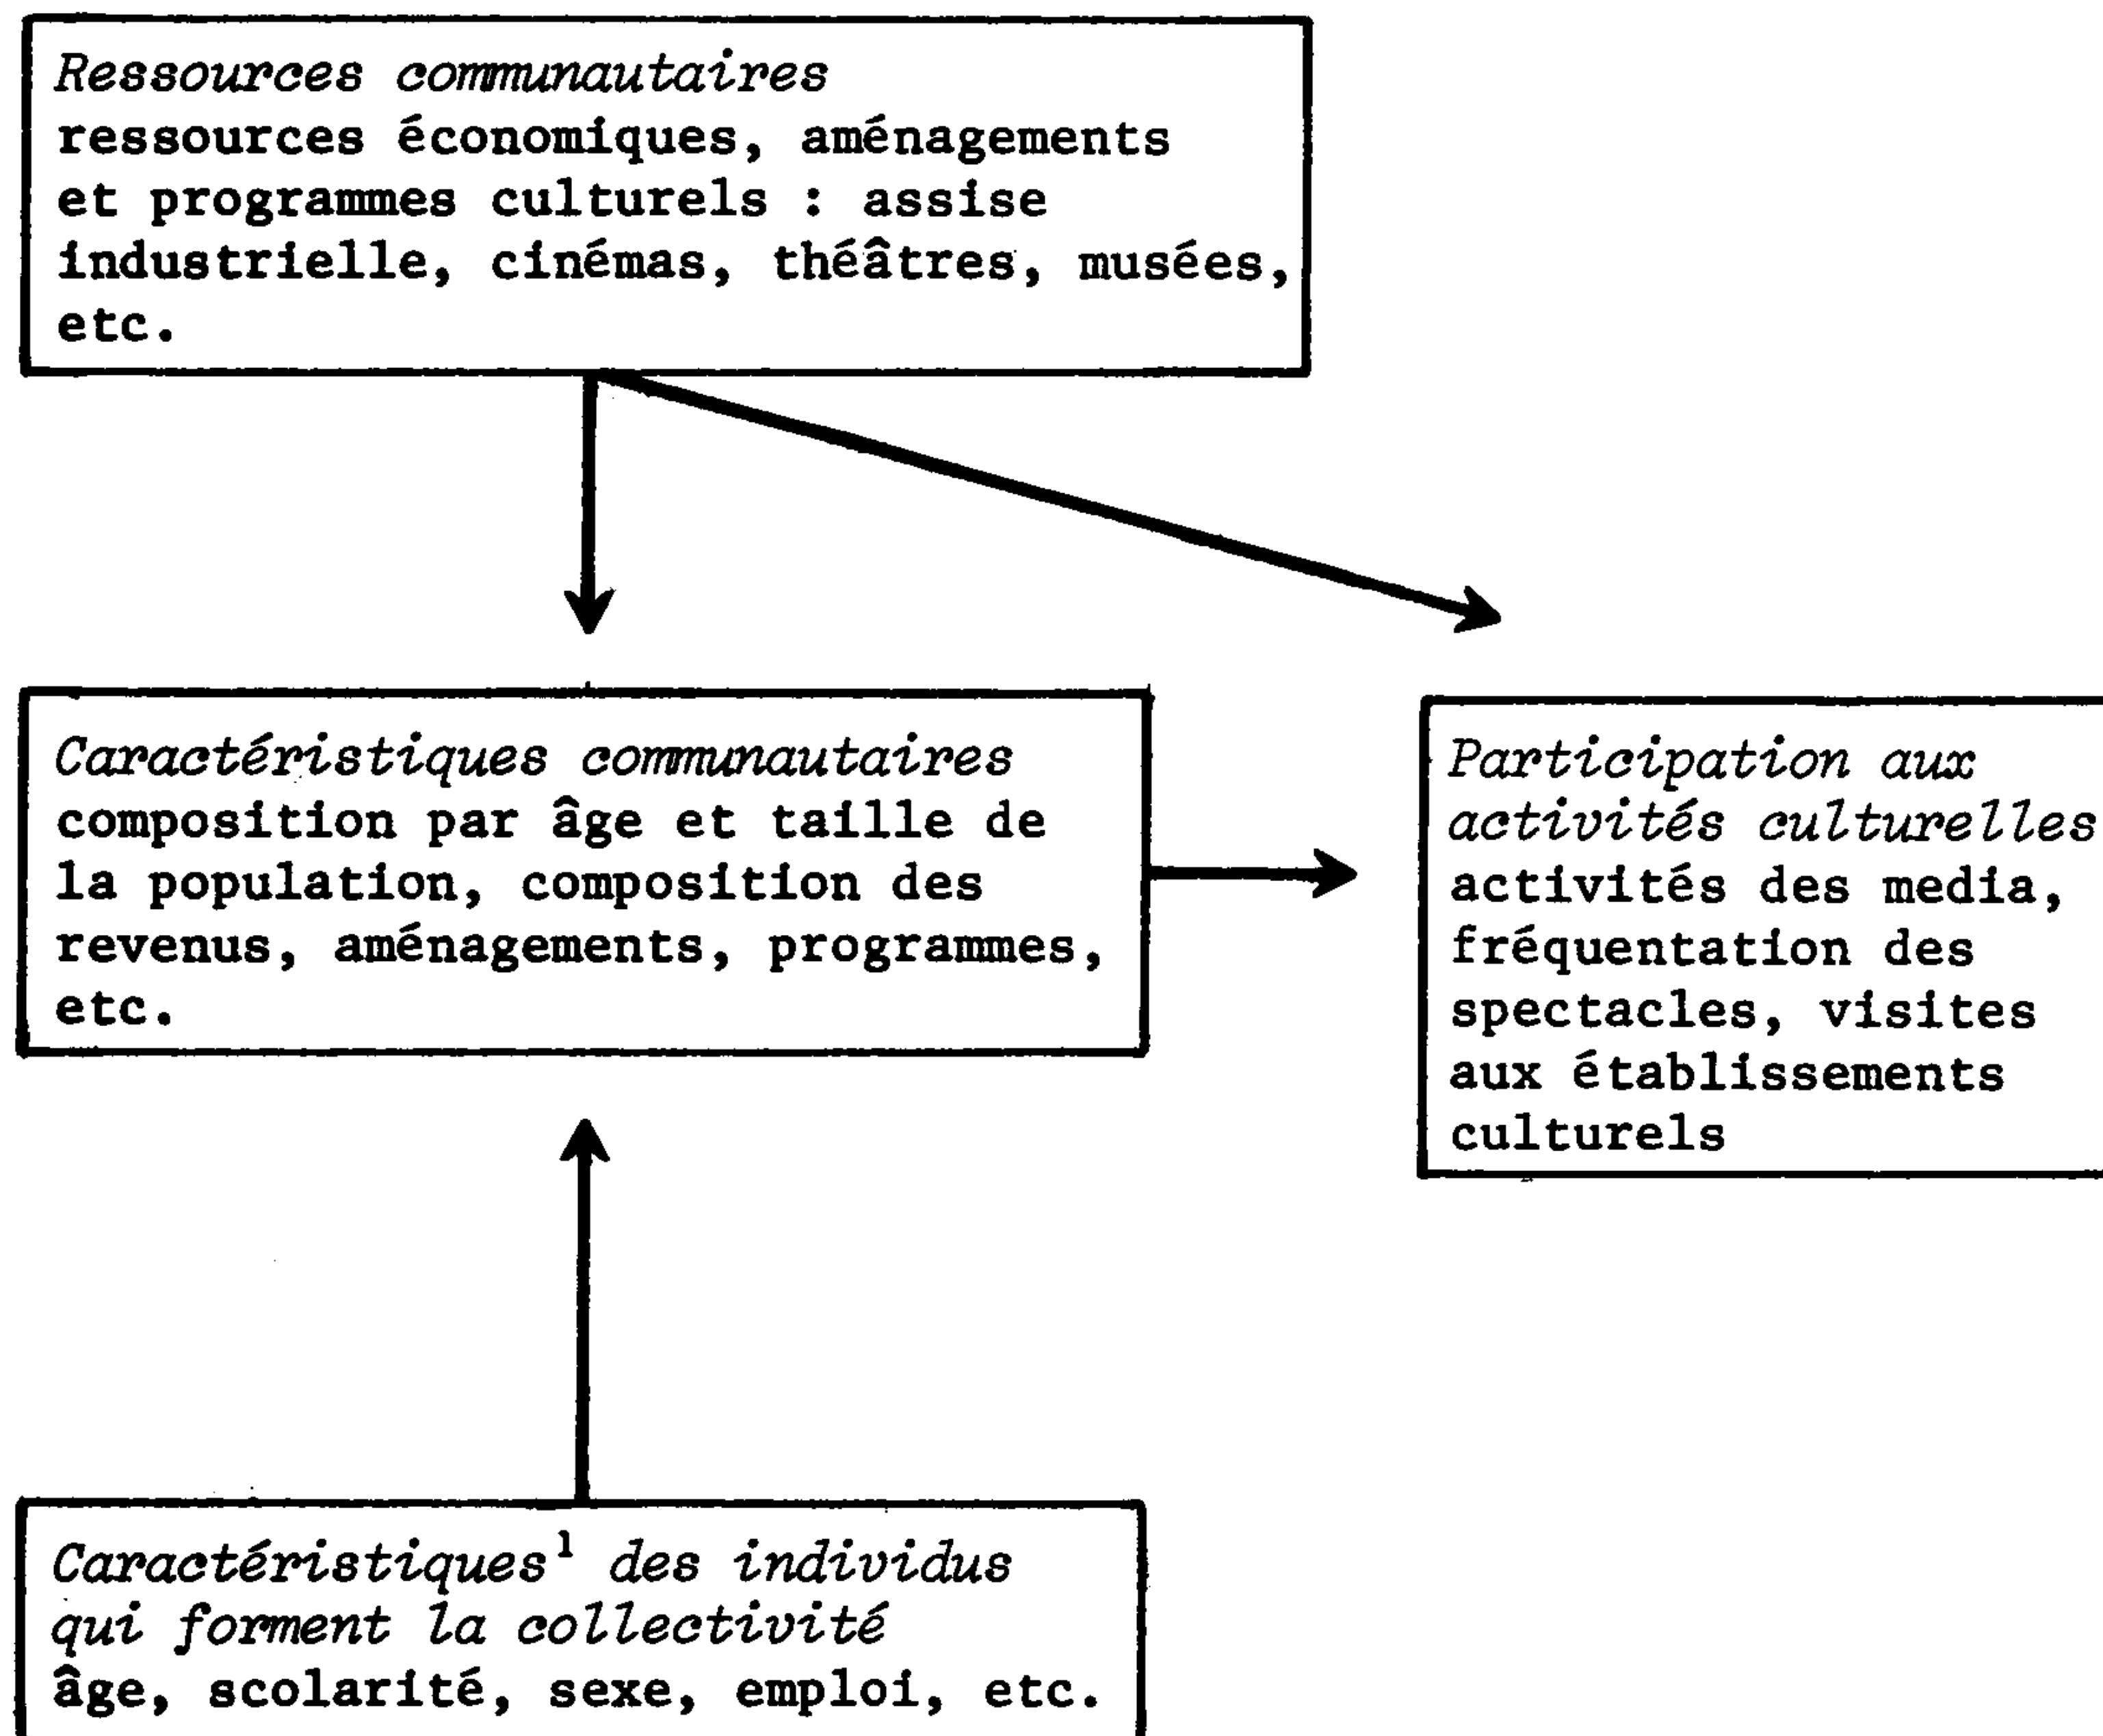 Ressources communautaires
ressources économiques, aménagements
et programmes culturels : assise
industrielle, cinémas, théâtres, musées,
etc.
Caractéristiques communautaires
composition par âge et taille de
la population, composition des
revenus, aménagements, programmes,
etc.
Participation aux
activités culturelles
activités des media,
fréquentation des
spectacles, visites
aux établissements
culturels
Caractéristiques¹ des individus
qui forment la collectivité
âge, scolarité, sexe, emploi, etc.